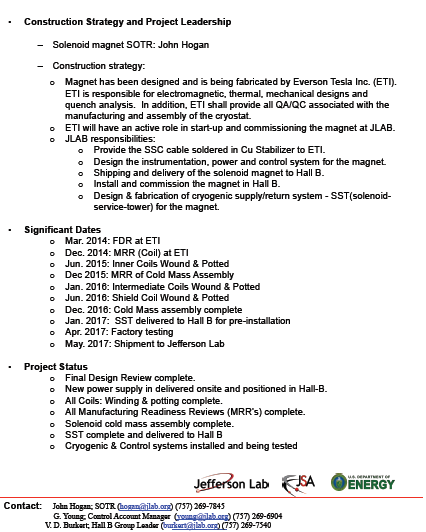 • Construction Strategy and Project Leadership
– Solenoid magnet SOTR: John Hogan
– Construction strategy:
o Magnet has been designed and is being fabricated by Everson Tesla Inc. (ETI).
ETI is responsible for electromagnetic, thermal, mechanical designs and
quench analysis. In addition, ETI shall provide all QA/QC associated with the
manufacturing and assembly of the cryostat.
o ETI will have an active role in start-up and commissioning the magnet at JLAB.
o JLAB responsibilities:
o Provide the SSC cable soldered in Cu Stabilizer to ETI.
o Design the instrumentation, power and control system for the magnet.
o Shipping and delivery of the solenoid magnet to Hall B.
o Install and commission the magnet in Hall B.
o Design & fabrication of cryogenic supply/return system - SST(solenoid-
service-tower) for the magnet.
• Significant Dates
o Mar. 2014: FDR at ETI
o Dec. 2014: MRR (Coil) at ETI
o Jun. 2015: Inner Coils Wound & Potted
o Dec 2015: MRR of Cold Mass Assembly
o Jan. 2016: Intermediate Coils Wound & Potted
o Jun. 2016: Shield Coil Wound & Potted
o Dec. 2016: Cold Mass assembly complete
o Jan. 2017: SST delivered to Hall B for pre-installation
o Apr. 2017: Factory testing
o May. 2017: Shipment to Jefferson Lab
• Project Status
o Final Design Review complete.
o New power supply in delivered onsite and positioned in Hall-B.
o All Coils: Winding & potting complete.
o All Manufacturing Readiness Reviews (MRR's) complete.
o Solenoid cold mass assembly complete.
o SST complete and delivered to Hall B
o Cryogenic & Control systems installed and being tested
Jefferson Lab JSA U.S. DEPARTMENT OF ENERGY
Contact: John Hogan; SOTR (hogan@jlab.org) (757) 269-7845
G. Young; Control Account Manager (young@jlab.org) (757) 269-6904
V. D. Burkert; Hall B Group Leader (burkert@jlab.org) (757) 269-7540